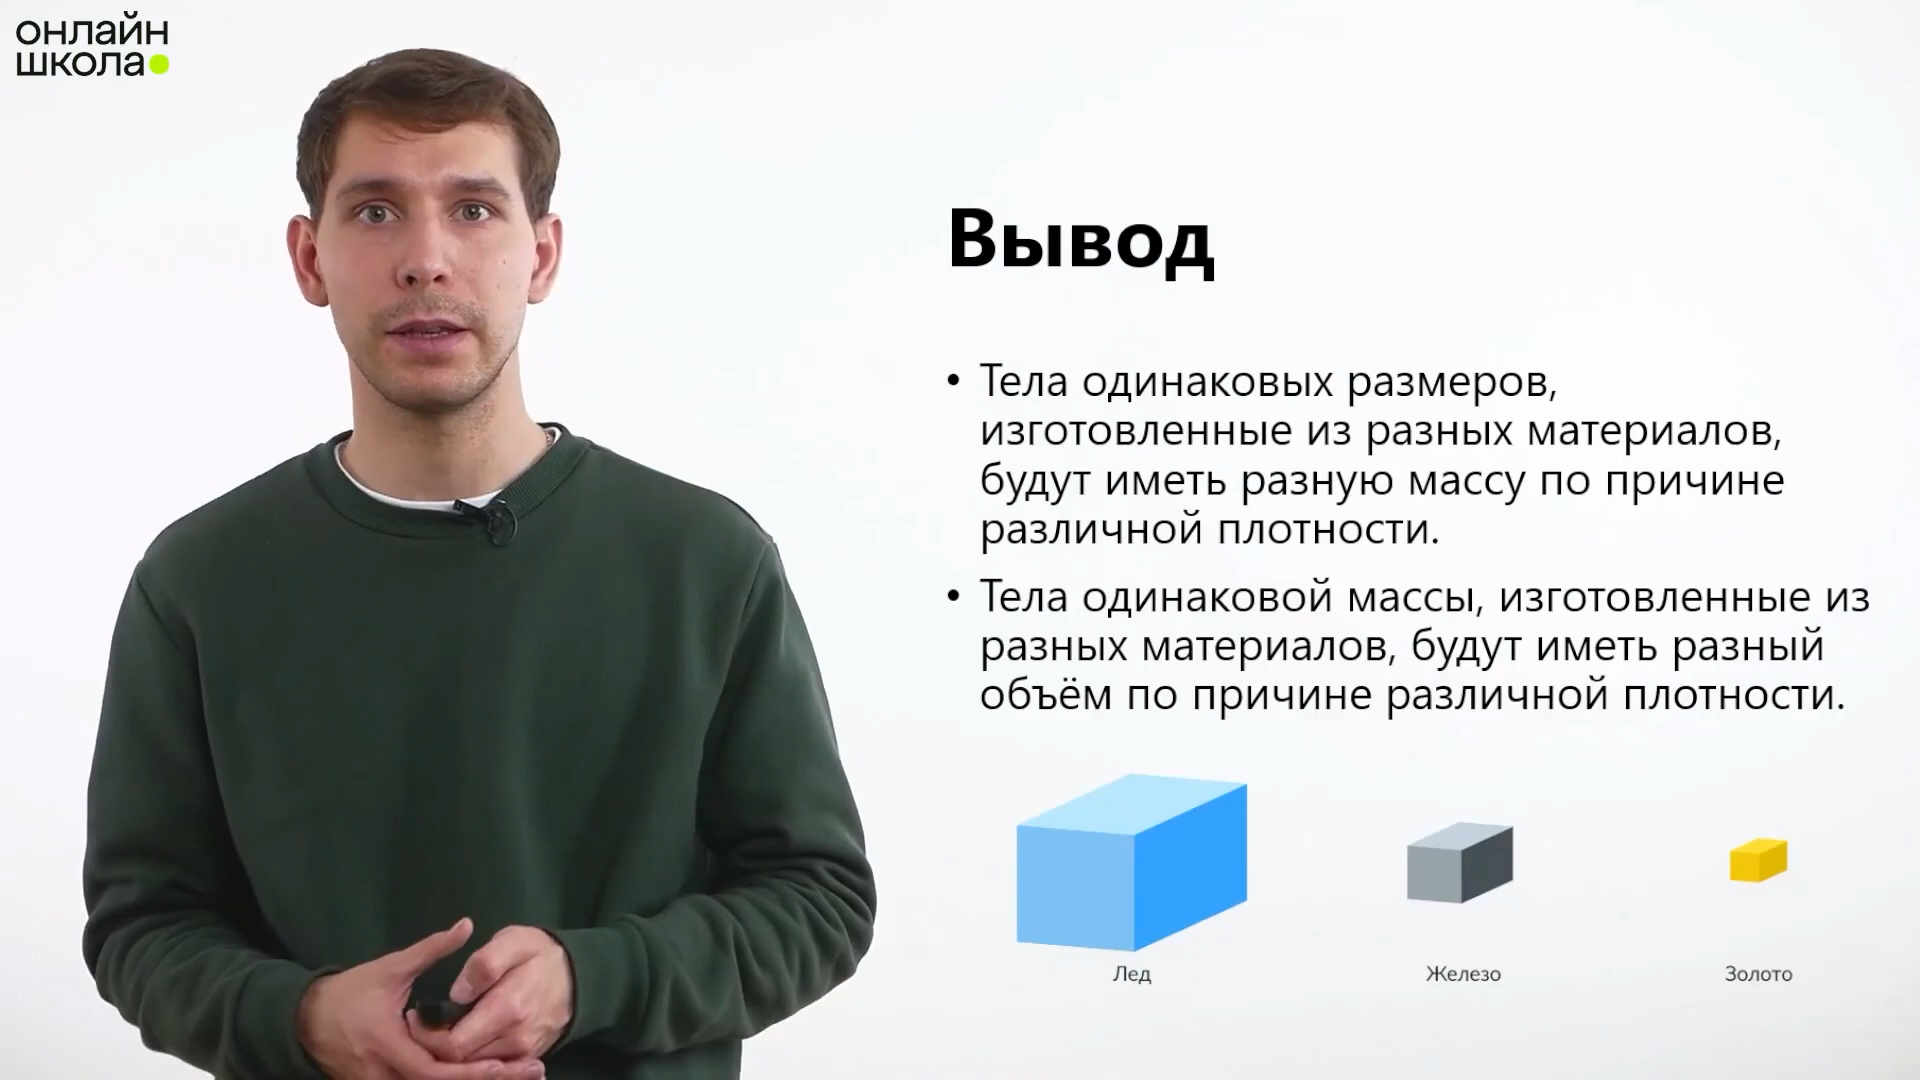 онлайн
школа
Вывод
• Тела одинаковых размеров,
изготовленные из разных материалов,
будут иметь разную массу по причине
различной плотности.
• Тела одинаковой массы, изготовленные из
разных материалов, будут иметь разный
объём по причине различной плотности.
Лед
Железо
Золото